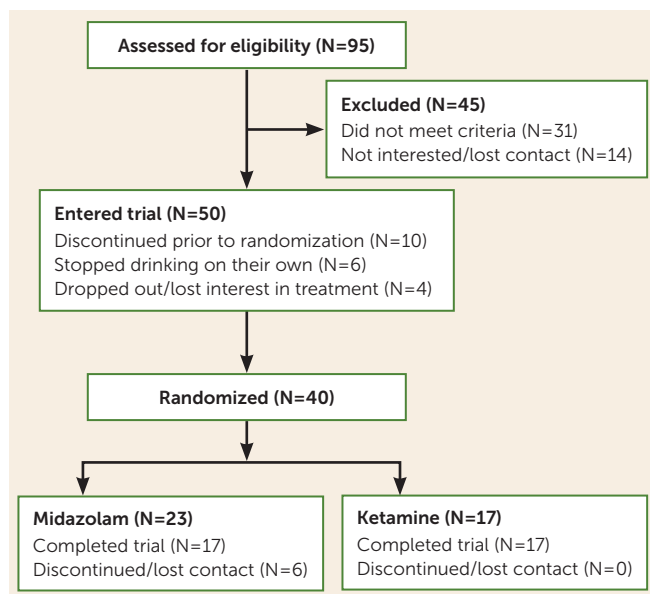 Assessed for eligibility (N=95)
Excluded (N=45)
Did not meet criteria (N=31)
Not interested/lost contact (N=14)
Entered trial (N=50)
Discontinued prior to randomization (N=10)
Stopped drinking on their own (N=6)
Dropped out/lost interest in treatment (N=4)
Randomized (N=40)
Midazolam (N=23)
Completed trial (N=17)
Discontinued/lost contact (N=6)
Ketamine (N=17)
Completed trial (N=17)
Discontinued/lost contact (N=0)